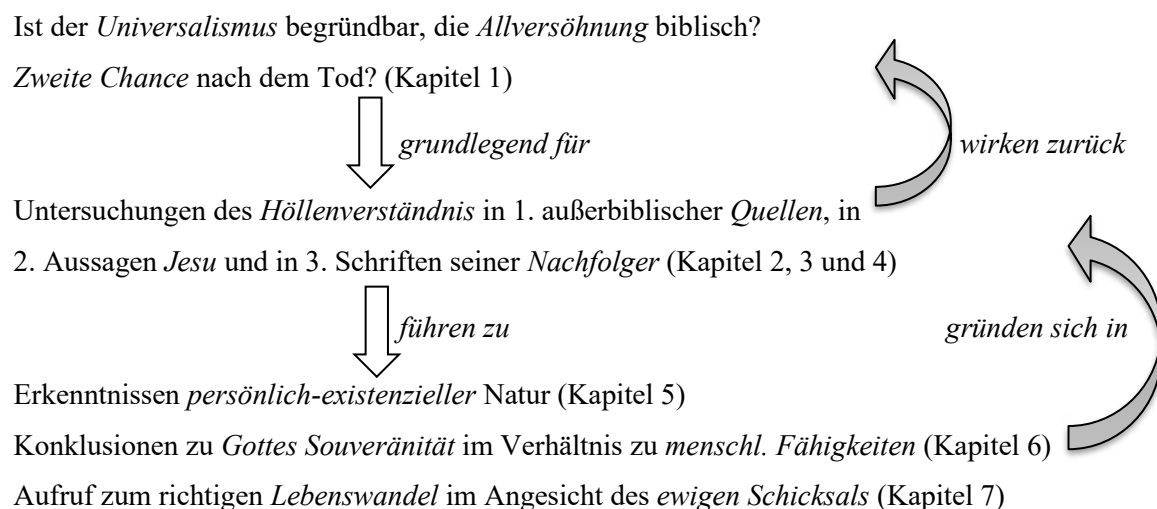 Ist der Universalismus begründbar, die Allversöhnung biblisch?
Zweite Chance nach dem Tod? (Kapitel 1)
grundlegend für
wirken zurück
Untersuchungen des Höllenverständnis in 1. außerbiblischer Quellen, in
2. Aussagen Jesu und in 3. Schriften seiner Nachfolger (Kapitel 2, 3 und 4)
führen zu
gründen sich in
Erkenntnissen persönlich-existenzieller Natur (Kapitel 5)
Konklusionen zu Gottes Souveränität im Verhältnis zu menschl. Fähigkeiten (Kapitel 6)
Aufruf zum richtigen Lebenswandel im Angesicht des ewigen Schicksals (Kapitel 7)